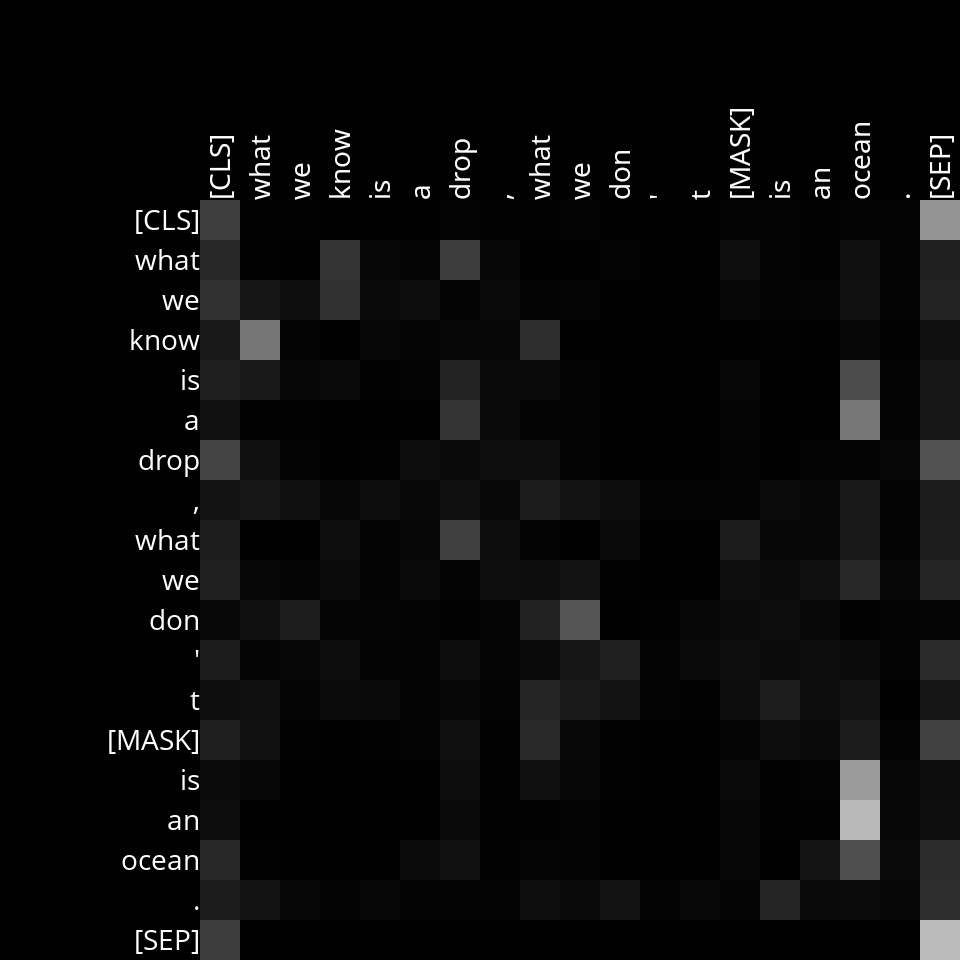 [CLS] what we know is a drop , what we don ' t [MASK] is an ocean . [SEP]
[CLS]
what
we
know
is
a
drop
,
what
we
don
'
t
[MASK]
is
an
ocean
.
[SEP]